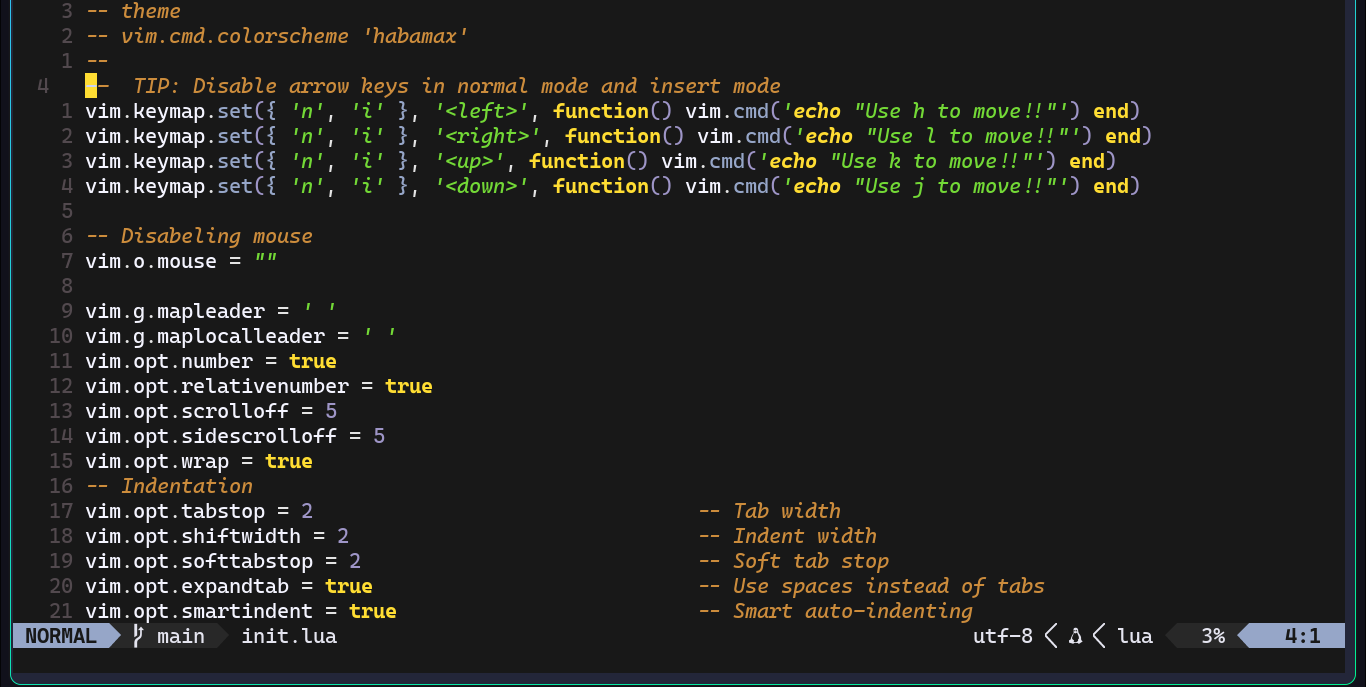 3 -- theme
2 -- vim.cmd.colorscheme 'habamax'
1 --
4 --  TIP: Disable arrow keys in normal mode and insert mode
1 vim.keymap.set({ 'n', 'i' }, '<left>', function() vim.cmd('echo "Use h to move!!"') end)
2 vim.keymap.set({ 'n', 'i' }, '<right>', function() vim.cmd('echo "Use l to move!!"') end)
3 vim.keymap.set({ 'n', 'i' }, '<up>', function() vim.cmd('echo "Use k to move!!"') end)
4 vim.keymap.set({ 'n', 'i' }, '<down>', function() vim.cmd('echo "Use j to move!!"') end)
5
6 -- Disabeling mouse
7 vim.o.mouse = ""
8
9 vim.g.mapleader = ' '
10 vim.g.maplocalleader = ' '
11 vim.opt.number = true
12 vim.opt.relativenumber = true
13 vim.opt.scrolloff = 5
14 vim.opt.sidescrolloff = 5
15 vim.opt.wrap = true
16 -- Indentation
17 vim.opt.tabstop = 2 -- Tab width
18 vim.opt.shiftwidth = 2 -- Indent width
19 vim.opt.softtabstop = 2 -- Soft tab stop
20 vim.opt.expandtab = true -- Use spaces instead of tabs
21 vim.opt.smartindent = true -- Smart auto-indenting
NORMAL main init.lua utf-8 lua 3% 4:1